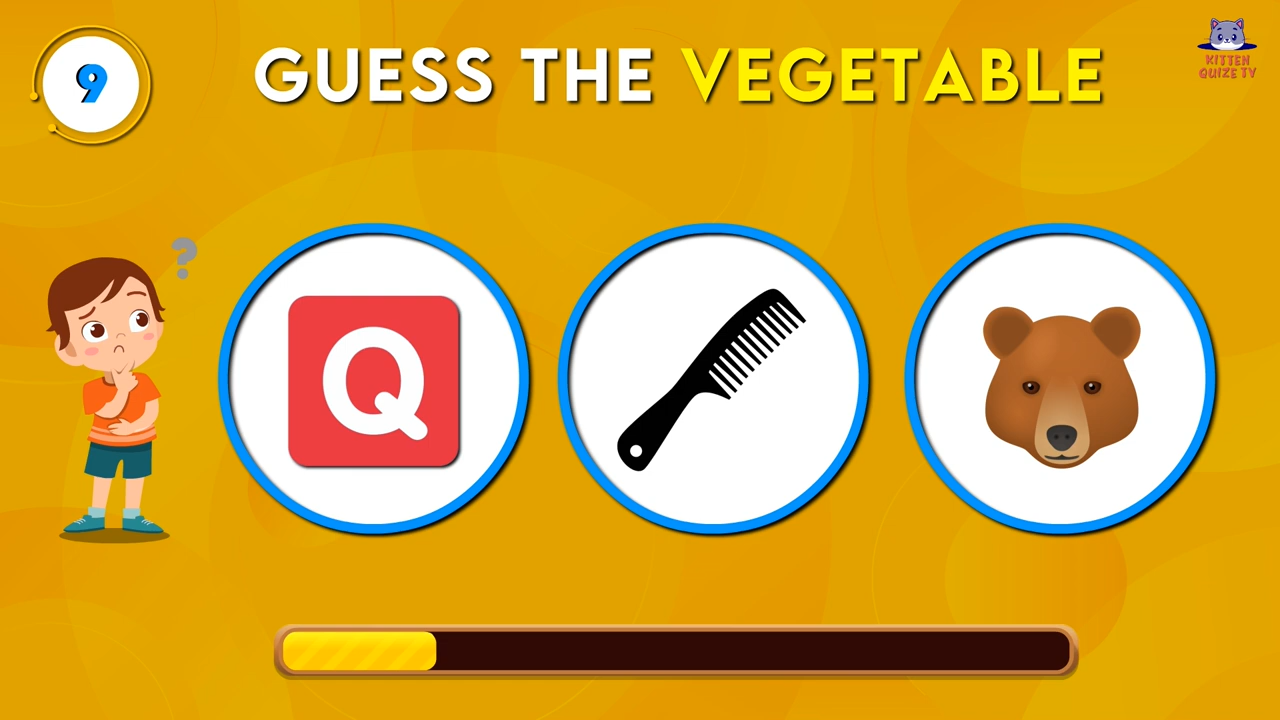 9
GUESS THE VEGETABLE
KITTEN
QUIZE TV
?
Q